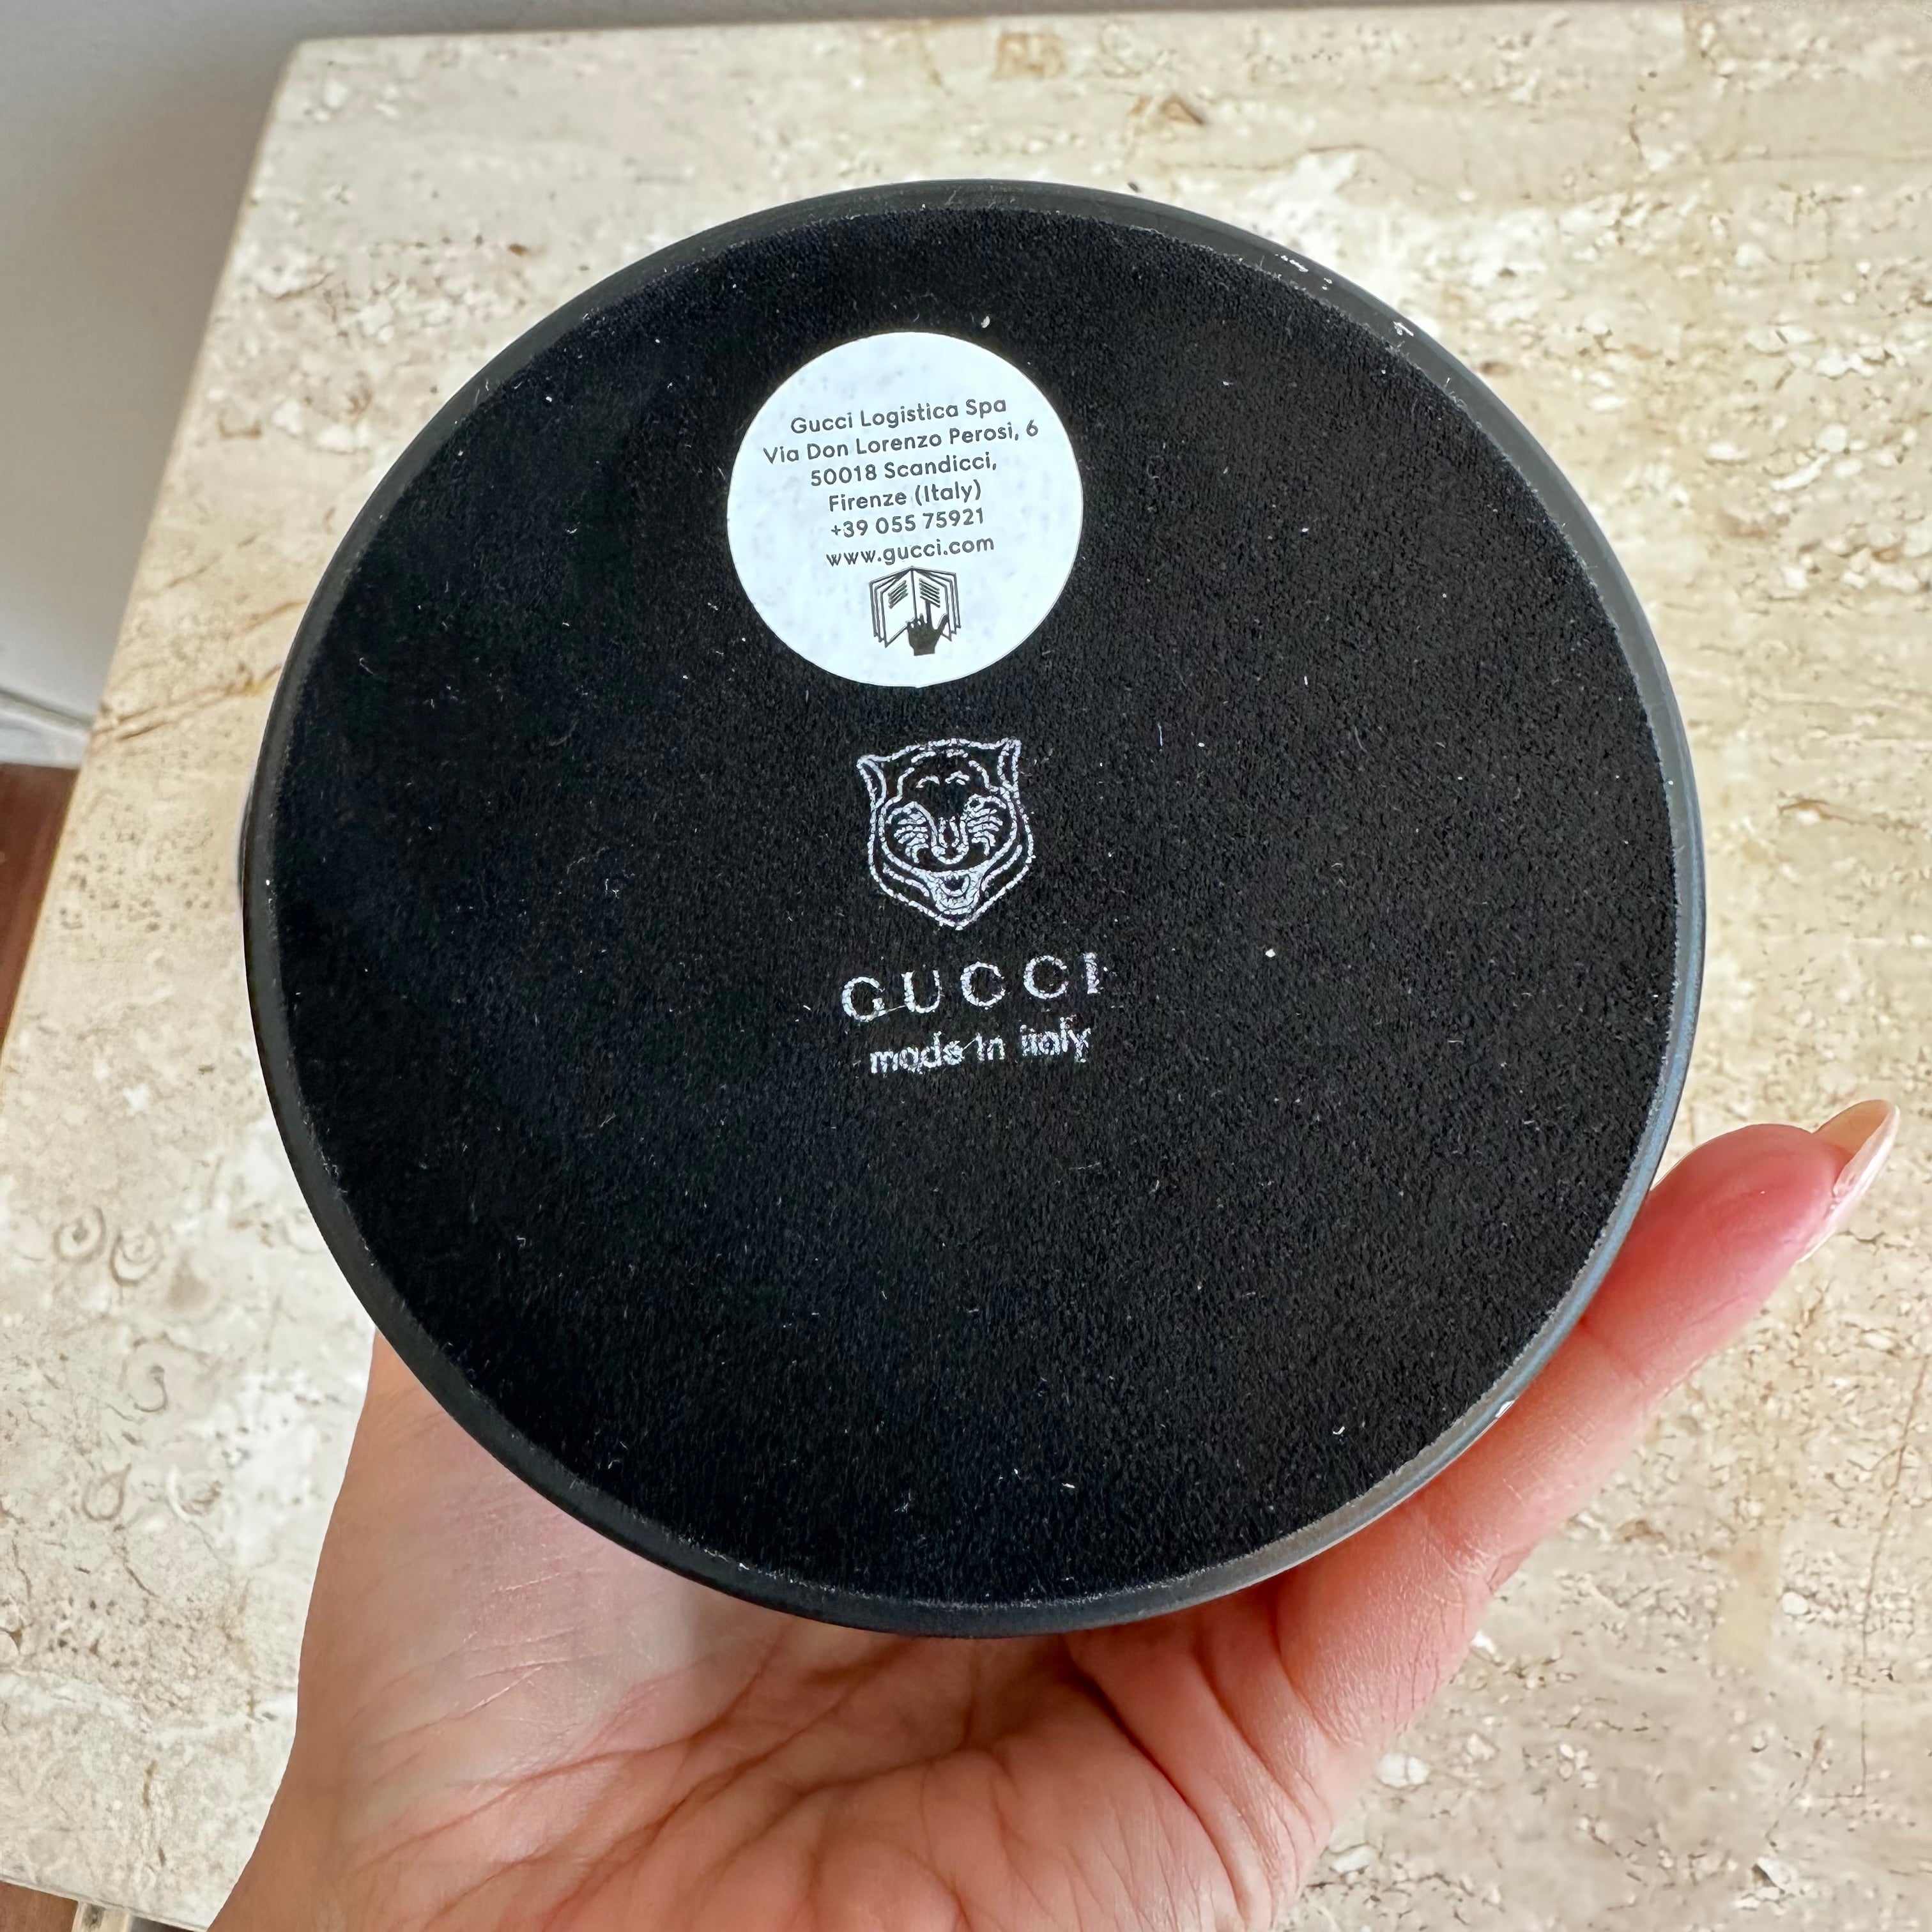 Gucci Logistica Spa
Via Don Lorenzo Perosi, 6
50018 Scandicci,
Firenze (Italy)
+39 055 75921
www.gucci.com
GUCCI
made in italy